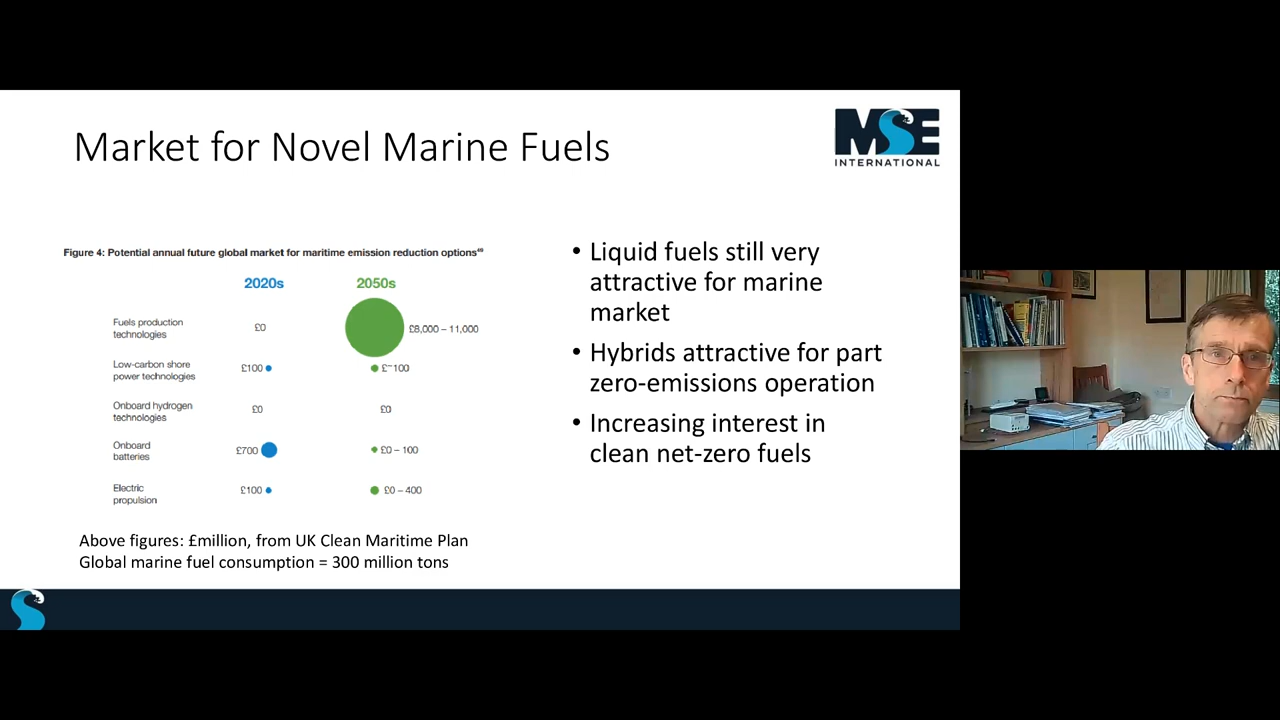 Market for Novel Marine Fuels
MSE
INTERNATIONAL
Figure 4: Potential annual future global market for maritime emission reduction options⁴⁹
2020s 2050s
Fuels production
technologies
£0
£8,000 – 11,000
Low-carbon shore
power technologies
£100
£~100
Onboard hydrogen
technologies
£0
£0
Onboard
batteries
£700
£0 – 100
Electric
propulsion
£100
£0 – 400
Above figures: £million, from UK Clean Maritime Plan
Global marine fuel consumption = 300 million tons
• Liquid fuels still very
attractive for marine
market
• Hybrids attractive for part
zero-emissions operation
• Increasing interest in
clean net-zero fuels